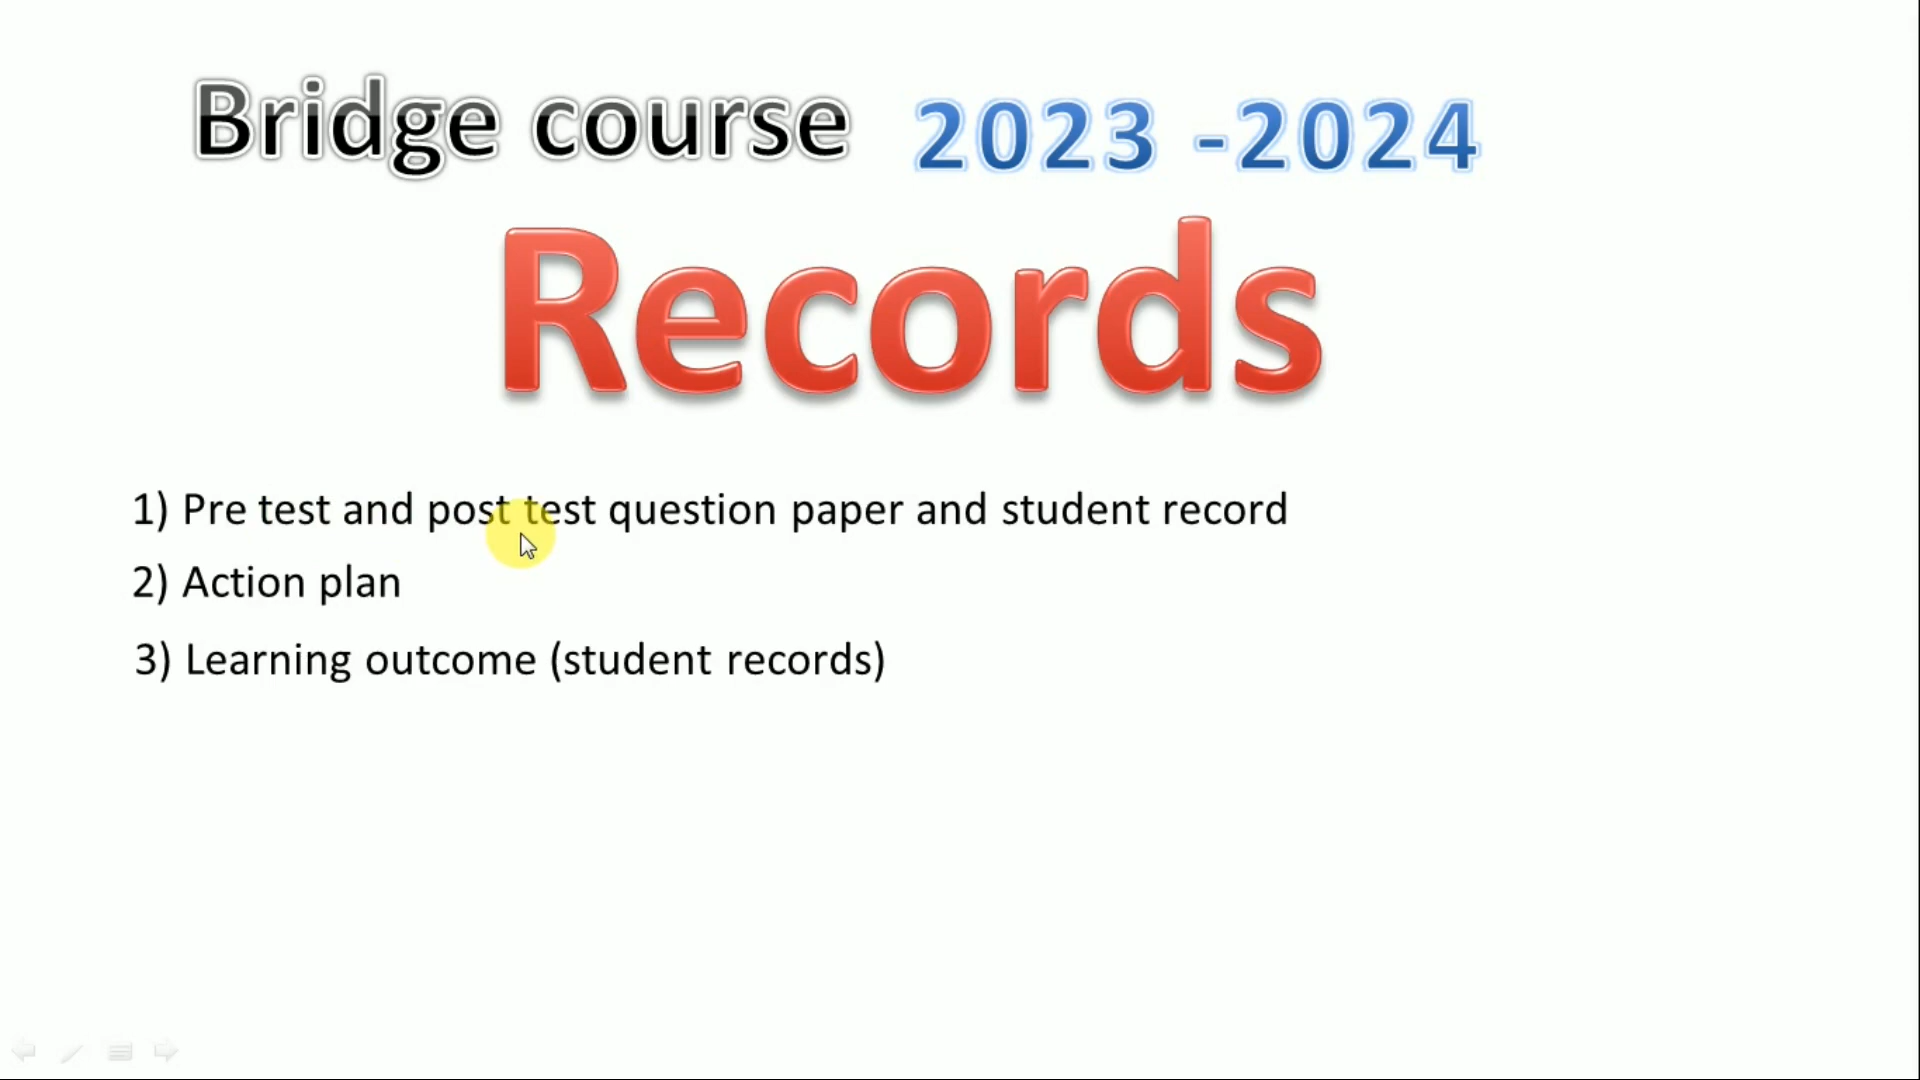 Bridge course 2023 -2024
Records
1) Pre test and post test question paper and student record
2) Action plan
3) Learning outcome (student records)